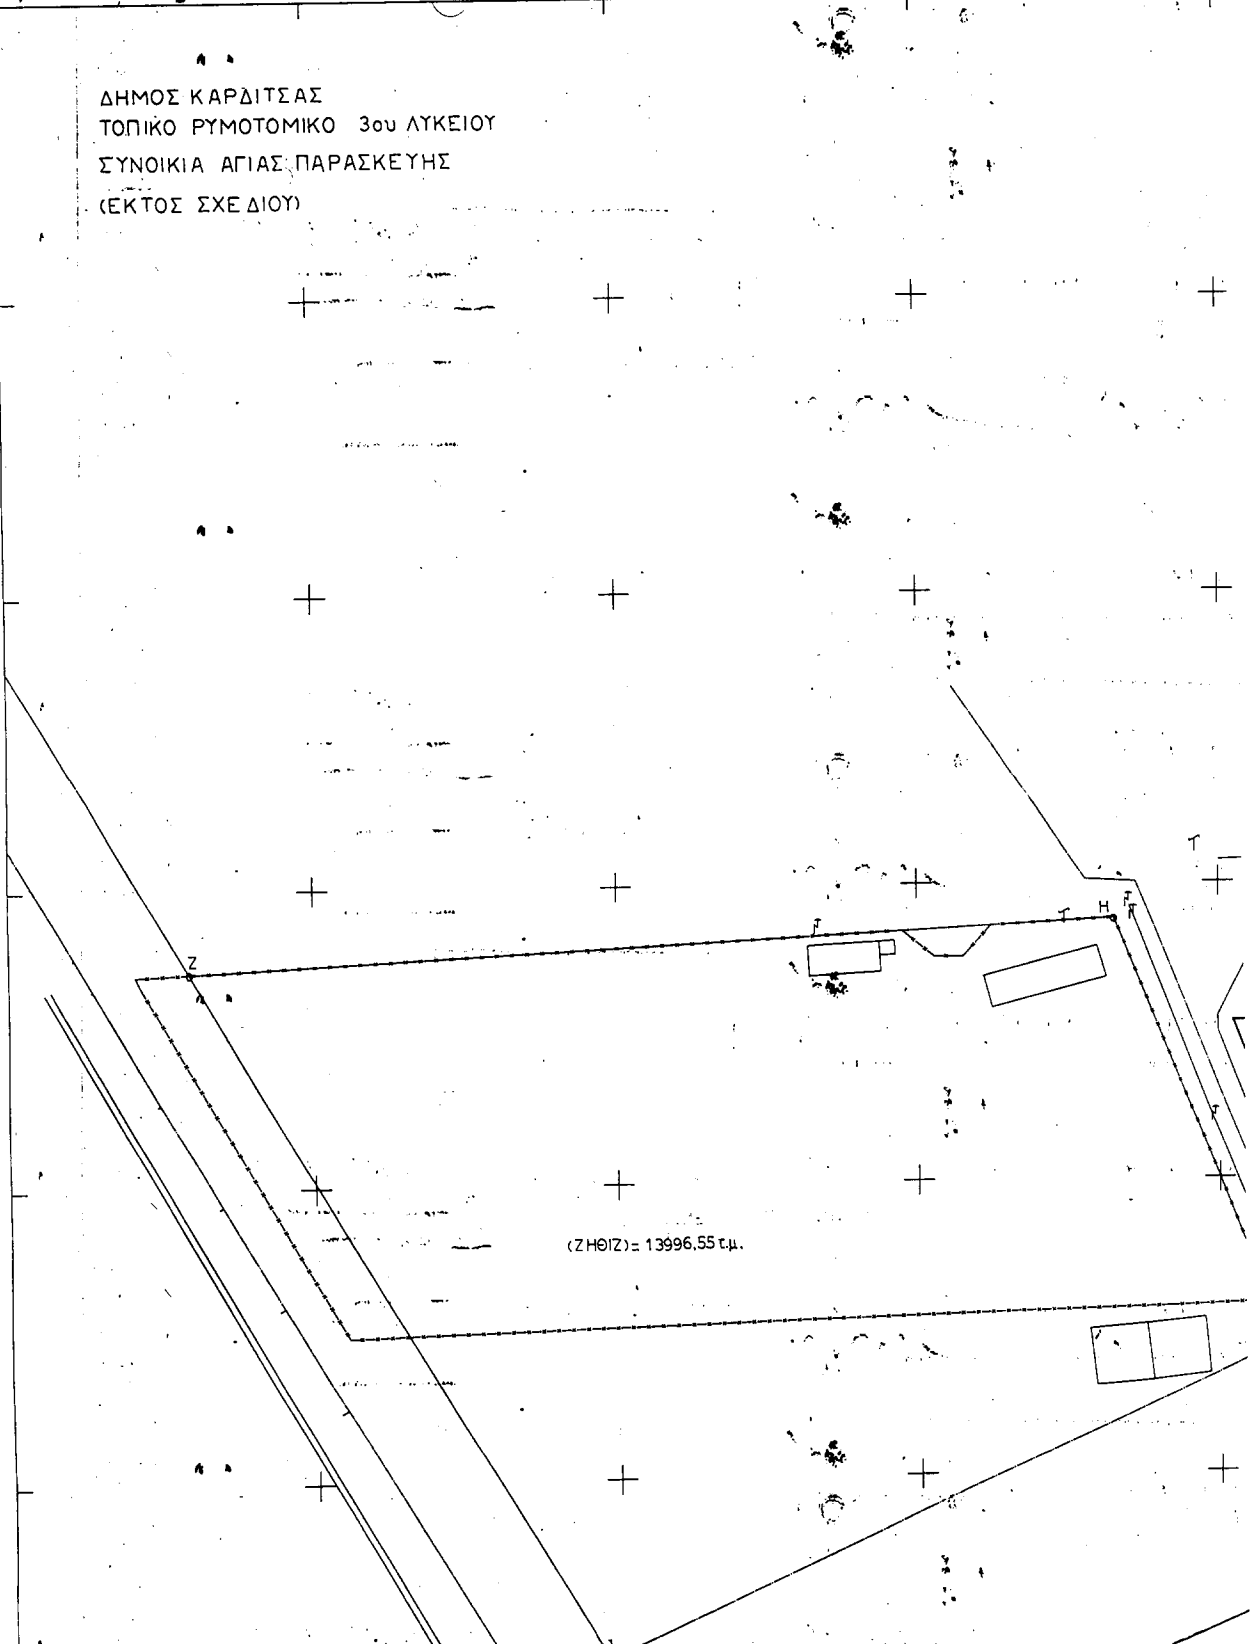 ΔΗΜΟΣ ΚΑΡΔΙΤΣΑΣ
ΤΟΠΙΚΟ ΡΥΜΟΤΟΜΙΚΟ 3ου ΛΥΚΕΙΟΥ
ΣΥΝΟΙΚΙΑ ΑΓΙΑΣ ΠΑΡΑΣΚΕΥΗΣ
(ΕΚΤΟΣ ΣΧΕΔΙΟΥ)
Η
Ζ
(ΖΗΘΙΖ)= 13996,55 τ.μ.